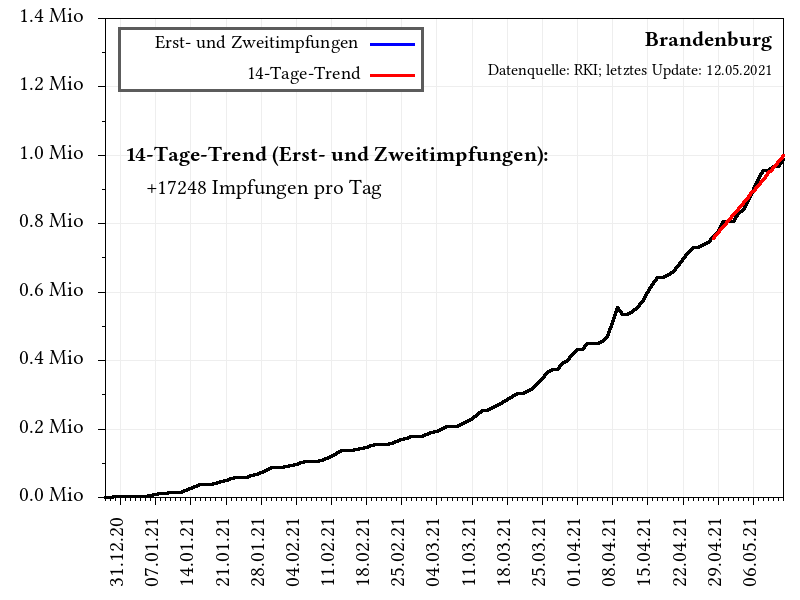 1.4 Mio
1.2 Mio
1.0 Mio
0.8 Mio
0.6 Mio
0.4 Mio
0.2 Mio
0.0 Mio
Erst- und Zweitimpfungen
14-Tage-Trend
Brandenburg
Datenquelle: RKI; letztes Update: 12.05.2021
14-Tage-Trend (Erst- und Zweitimpfungen):
+17248 Impfungen pro Tag
31.12.20
07.01.21
14.01.21
21.01.21
28.01.21
04.02.21
11.02.21
18.02.21
25.02.21
04.03.21
11.03.21
18.03.21
25.03.21
01.04.21
08.04.21
15.04.21
22.04.21
29.04.21
06.05.21